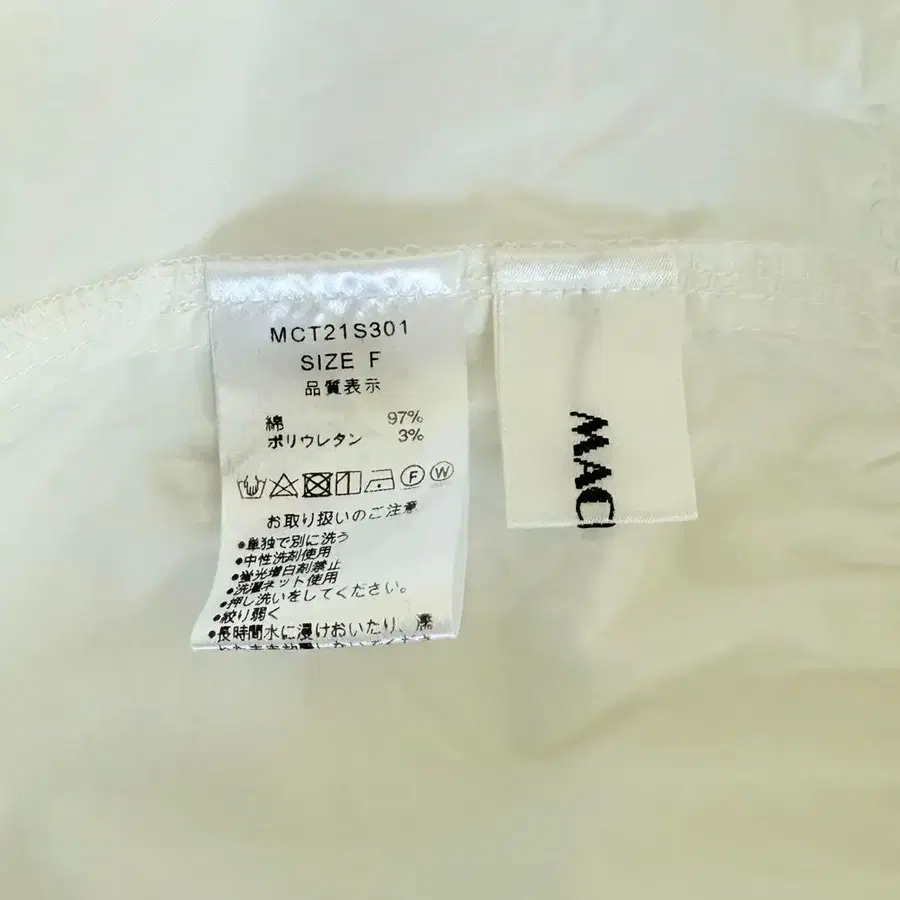 MCT21S301
SIZE F
品質表示
綿 97%
ポリウレタン 3%
F W
お取り扱いのご注意
●単独で別に洗う
●中性洗剤使用
●蛍光増白剤禁止
●洗濯ネット使用
●押し洗いをしてください。
●絞り弱く
●長時間水に浸けおいたり、濡
MAC